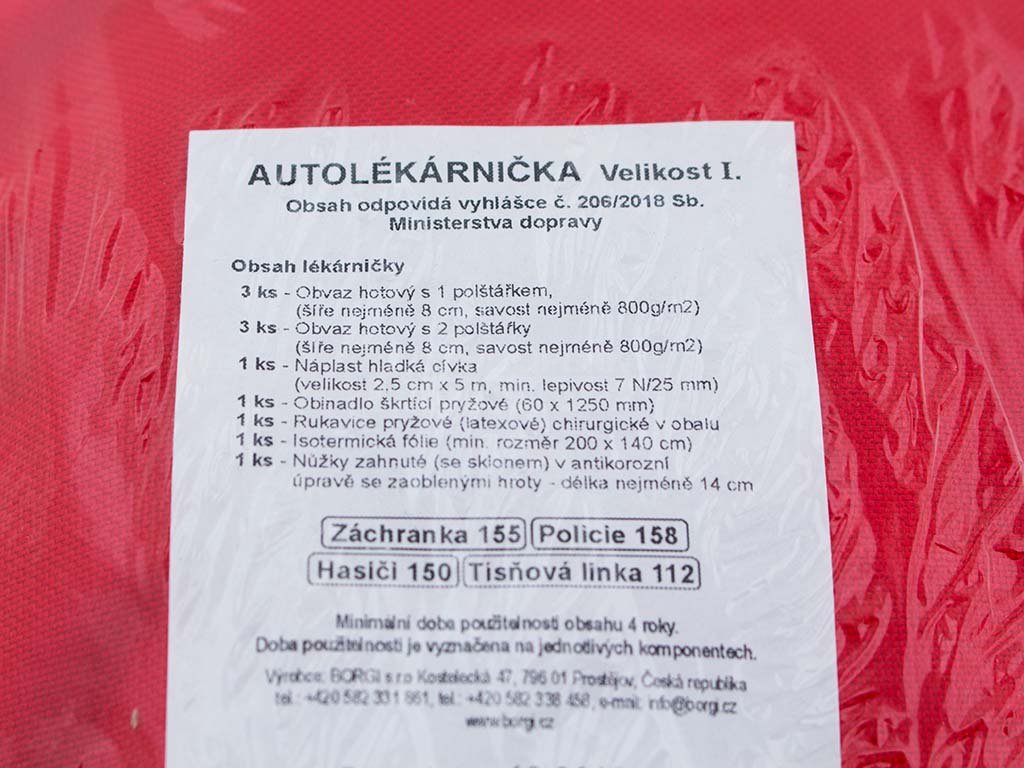 AUTOLÉKÁRNIČKA Velikost I.
Obsah odpovídá vyhlášce č. 206/2018 Sb.
Ministerstva dopravy
Obsah lékárničky
3 ks - Obvaz hotový s 1 polštářkem,
(šíře nejméně 8 cm, savost nejméně 800g/m2)
3 ks - Obvaz hotový s 2 polštářky
(šíře nejméně 8 cm, savost nejméně 800g/m2)
1 ks - Náplast hladká cívka
(velikost 2,5 cm x 5 m, min. lepivost 7 N/25 mm)
1 ks - Obinadlo škrtící pryžové (60 x 1250 mm)
1 ks - Rukavice pryžové (latexové) chirurgické v obalu
1 ks - Isotermická fólie (min. rozměr 200 x 140 cm)
1 ks - Nůžky zahnuté (se sklonem) v antikorozní
úpravě se zaoblenými hroty - délka nejméně 14 cm
Záchranka 155 Policie 158
Hasiči 150 Tísňová linka 112
Minimální doba použitelnosti obsahu 4 roky.
Doba použitelnosti je vyznačena na jednotlivých komponentech.
Výrobce: BORGI s.r.o Kostelecká 47, 796 01 Prostějov, Česká republika
tel.: +420 582 331 861, tel.: +420 582 338 458, e-mail: info@borgi.cz
www.borgi.cz